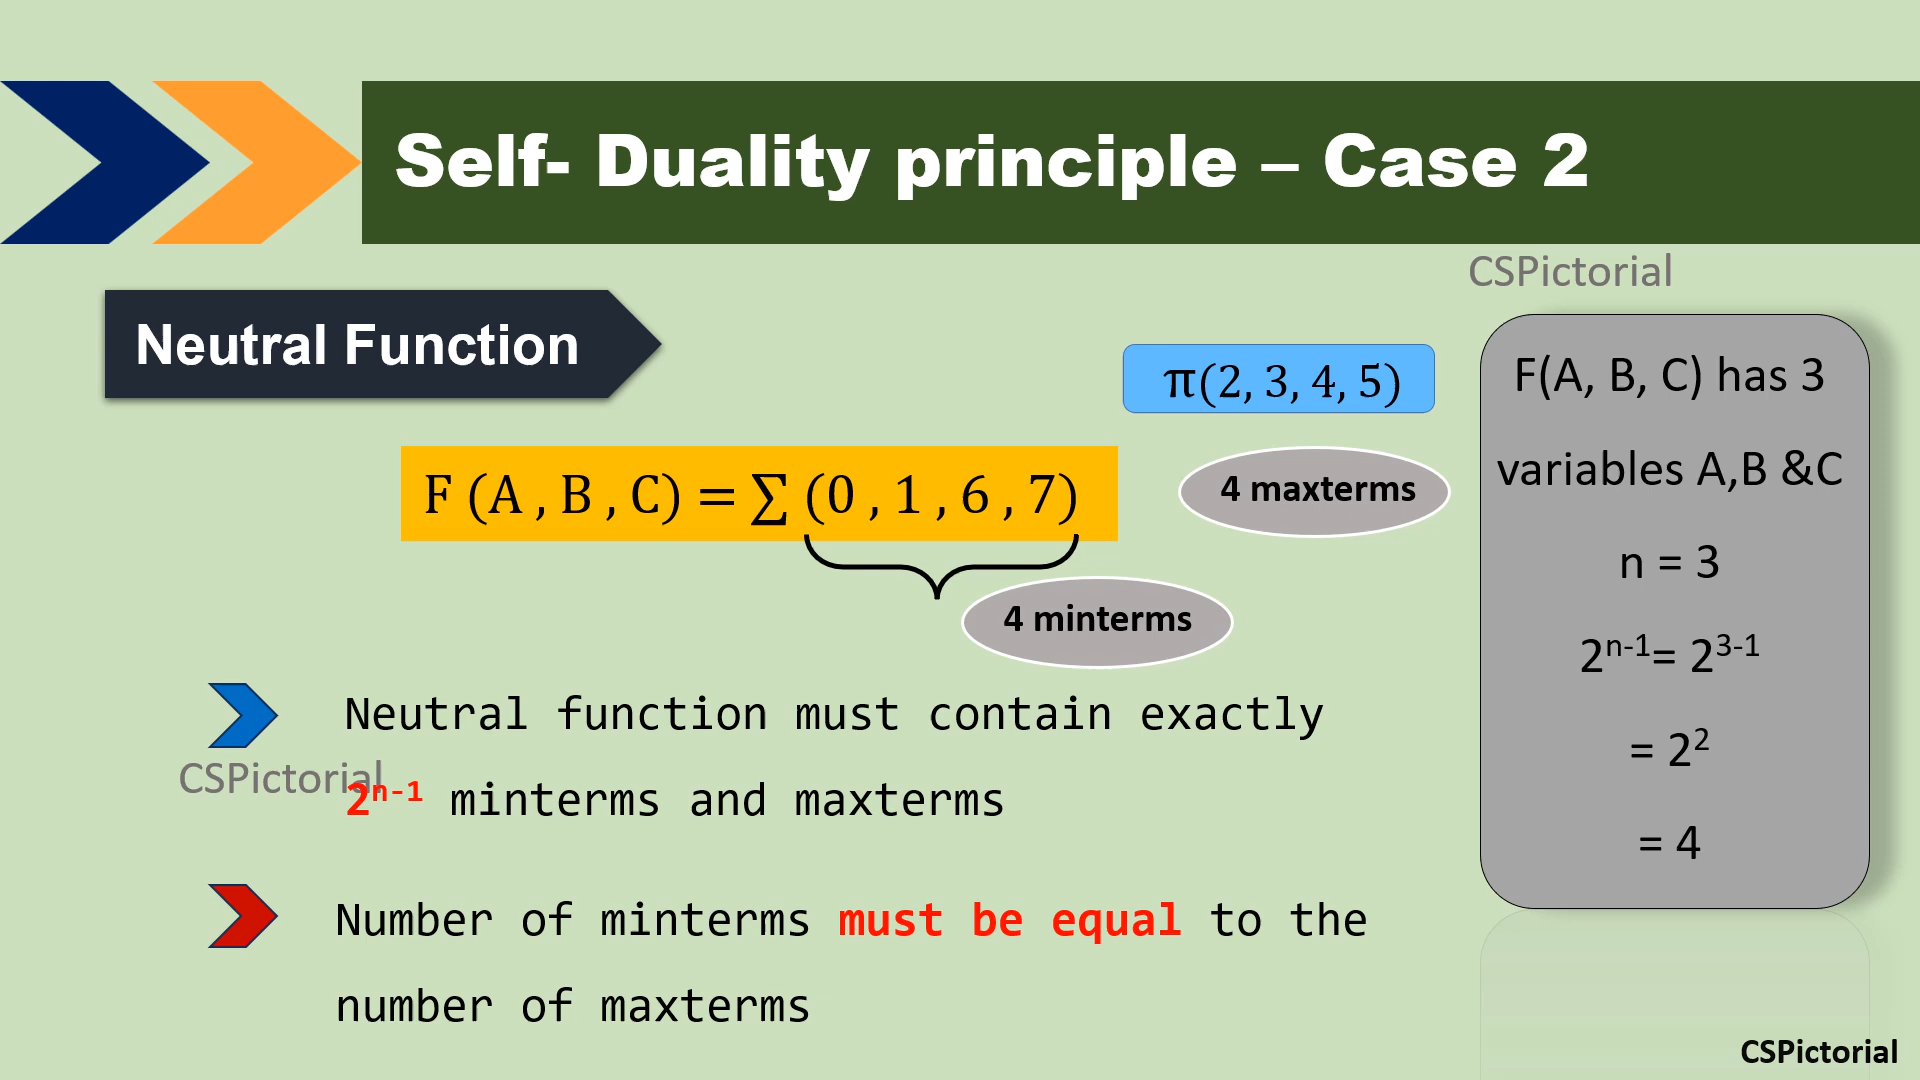 Self- Duality principle – Case 2
CSPictorial
Neutral Function
π(2, 3, 4, 5)
F (A , B , C) = ∑ (0 , 1 , 6 , 7)
4 maxterms
4 minterms
F(A, B, C) has 3
variables A,B &C
n = 3
2ⁿ⁻¹= 2³⁻¹
= 2²
= 4
Neutral function must contain exactly
CSPictorial
2ⁿ⁻¹ minterms and maxterms
Number of minterms must be equal to the
number of maxterms
CSPictorial